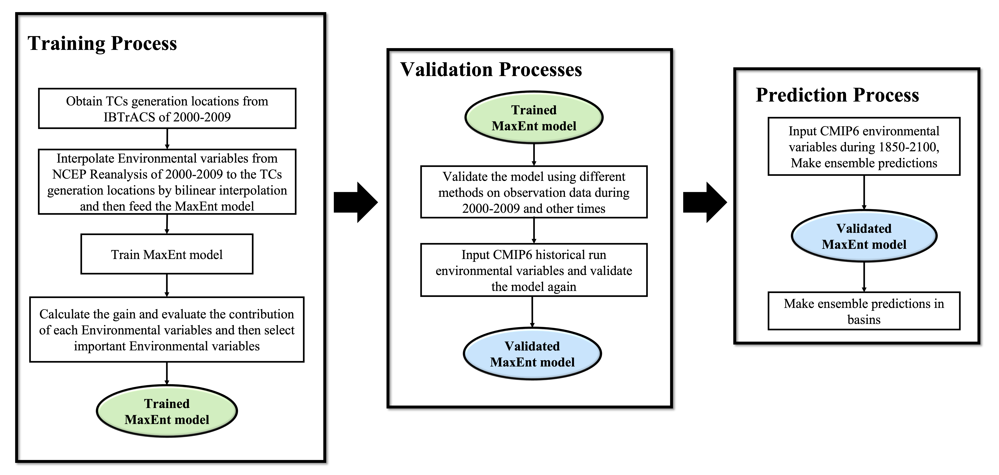 Training Process
Obtain TCs generation locations from
IBTrACS of 2000-2009
Interpolate Environmental variables from
NCEP Reanalysis of 2000-2009 to the TCs
generation locations by bilinear interpolation
and then feed the MaxEnt model
Train MaxEnt model
Calculate the gain and evaluate the contribution
of each Environmental variables and then select
important Environmental variables
Trained
MaxEnt model
Validation Processes
Trained
MaxEnt model
Validate the model using different
methods on observation data during
2000-2009 and other times
Input CMIP6 historical run
environmental variables and validate
the model again
Validated
MaxEnt model
Prediction Process
Input CMIP6 environmental
variables during 1850-2100,
Make ensemble predictions
Validated
MaxEnt model
Make ensemble predictions in
basins